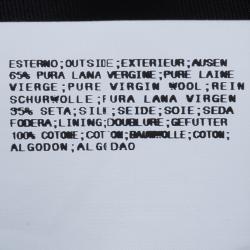 ESTERNO;OUTSIDE;EXTERIEUR;AUSEN
65% PURA LANA VERGINE;PURE LAINE
VIERGE;PURE VIRGIN WOOL;REIN
SCHURWOLLE;PURA LANA VIRGEN
35% SETA;SILK;SEIDE;SOIE;SEDA
FODERA;LINING;DOUBLURE;GEFUTTER
100% COTONE;COTTON;BAUMWOLLE;COTON;
ALGODON;ALGODAO